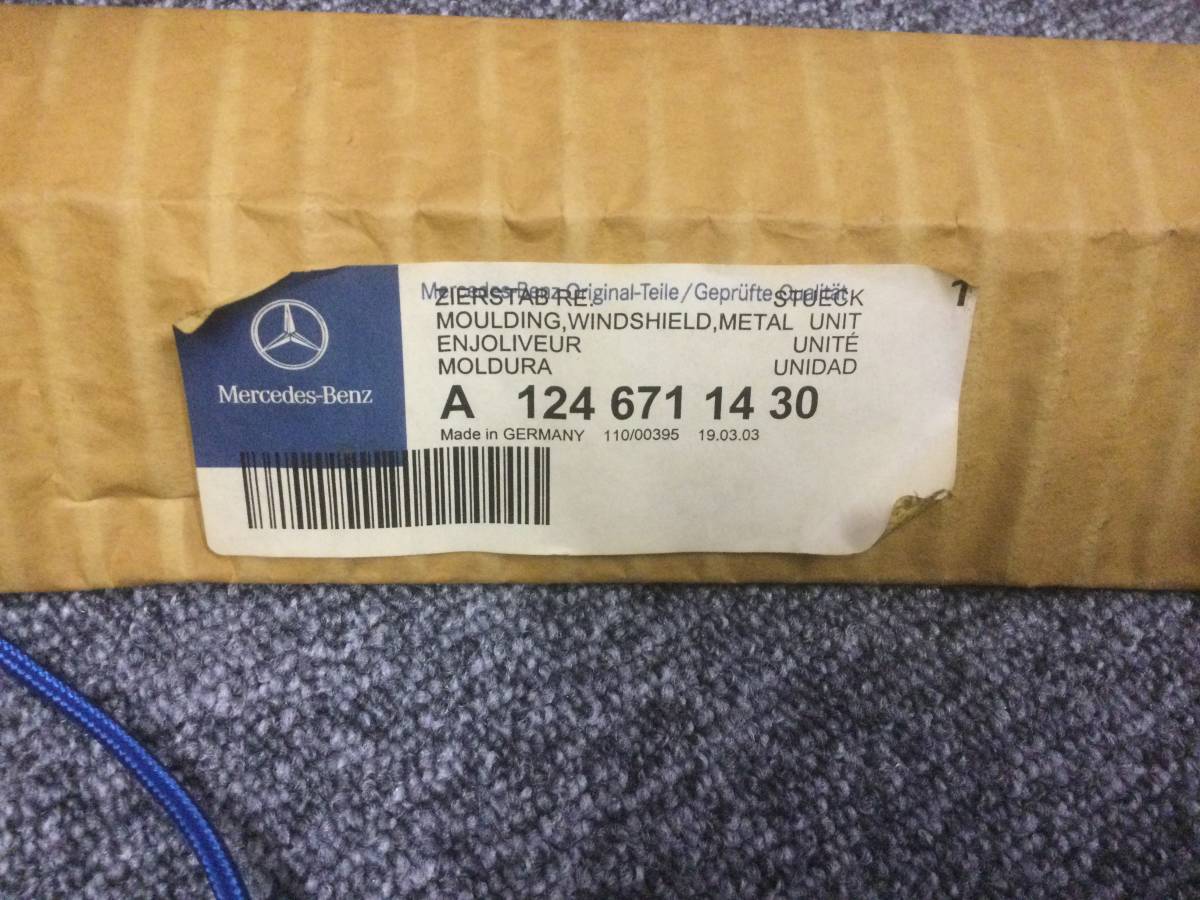 Mercedes-Benz
Mercedes-Benz Original-Teile / Geprüfte Qualität
1
ZIERSTAB RE. STUECK
MOULDING,WINDSHIELD,METAL UNIT
ENJOLIVEUR UNITÉ
MOLDURA UNIDAD
A 124 671 14 30
Made in GERMANY 110/00395 19.03.03